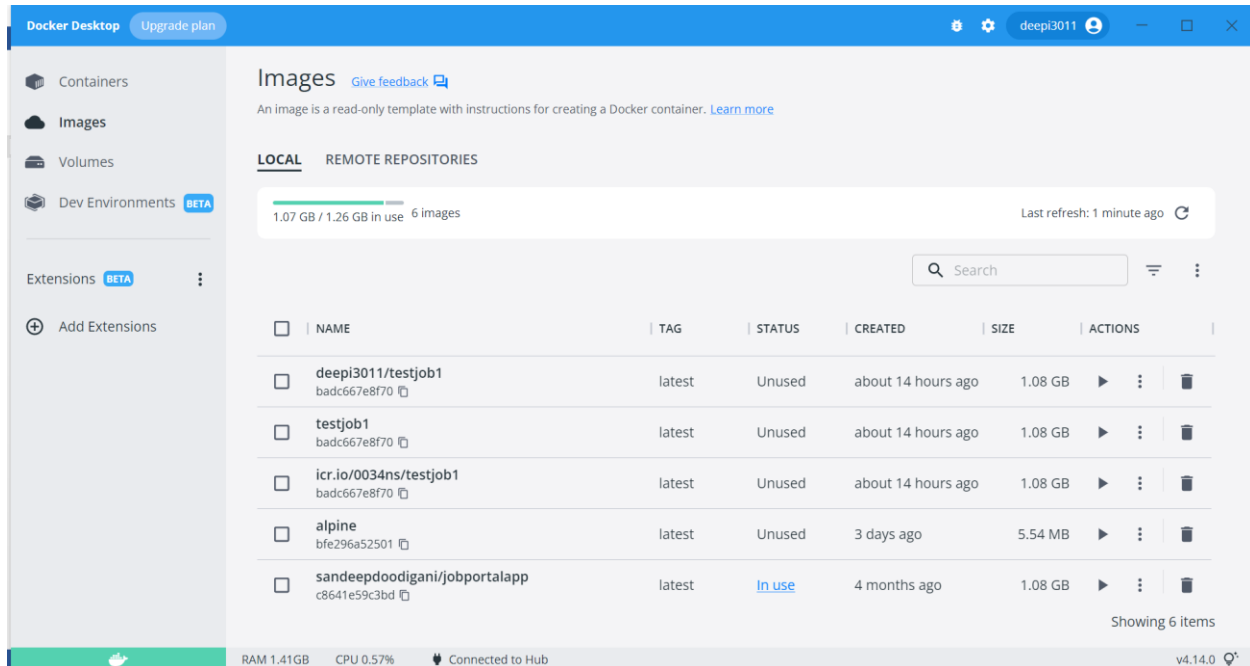 Docker Desktop Upgrade plan deepi3011
Containers
Images
Volumes
Dev Environments BETA
Extensions BETA
Add Extensions
Images Give feedback
An image is a read-only template with instructions for creating a Docker container. Learn more
LOCAL REMOTE REPOSITORIES
1.07 GB / 1.26 GB in use 6 images Last refresh: 1 minute ago
Search
NAME TAG STATUS CREATED SIZE ACTIONS
deepi3011/testjob1
badc667e8f70
latest Unused about 14 hours ago 1.08 GB
testjob1
badc667e8f70
latest Unused about 14 hours ago 1.08 GB
icr.io/0034ns/testjob1
badc667e8f70
latest Unused about 14 hours ago 1.08 GB
alpine
bfe296a52501
latest Unused 3 days ago 5.54 MB
sandeepdoodigani/jobportalapp
c8641e59c3bd
latest In use 4 months ago 1.08 GB
Showing 6 items
RAM 1.41GB CPU 0.57% Connected to Hub v4.14.0